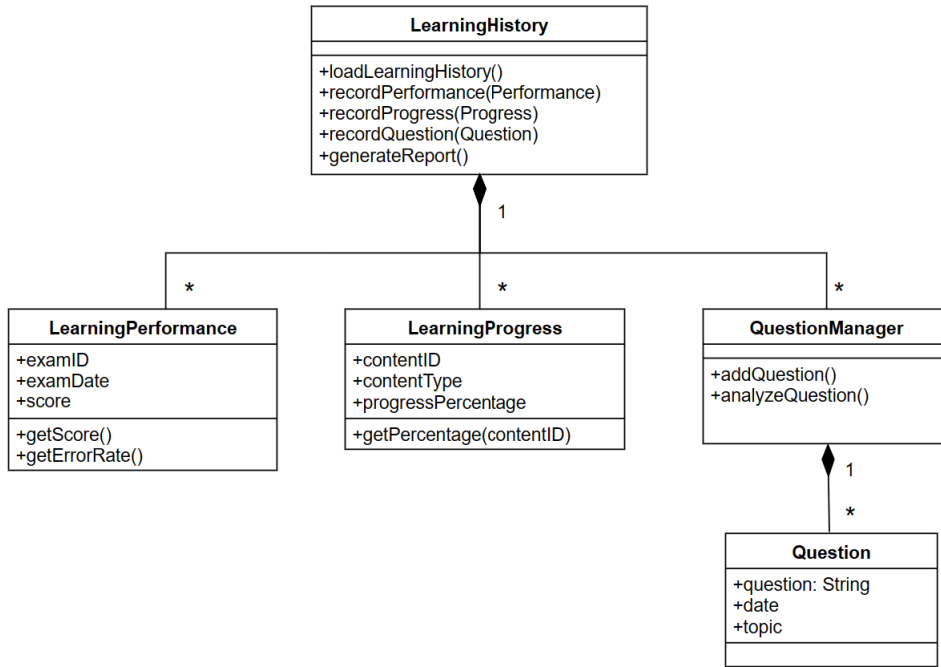 LearningHistory
+loadLearningHistory()
+recordPerformance(Performance)
+recordProgress(Progress)
+recordQuestion(Question)
+generateReport()
1
*
*
*
LearningPerformance
+examID
+examDate
+score
+getScore()
+getErrorRate()
LearningProgress
+contentID
+contentType
+progressPercentage
+getPercentage(contentID)
QuestionManager
+addQuestion()
+analyzeQuestion()
1
*
Question
+question: String
+date
+topic